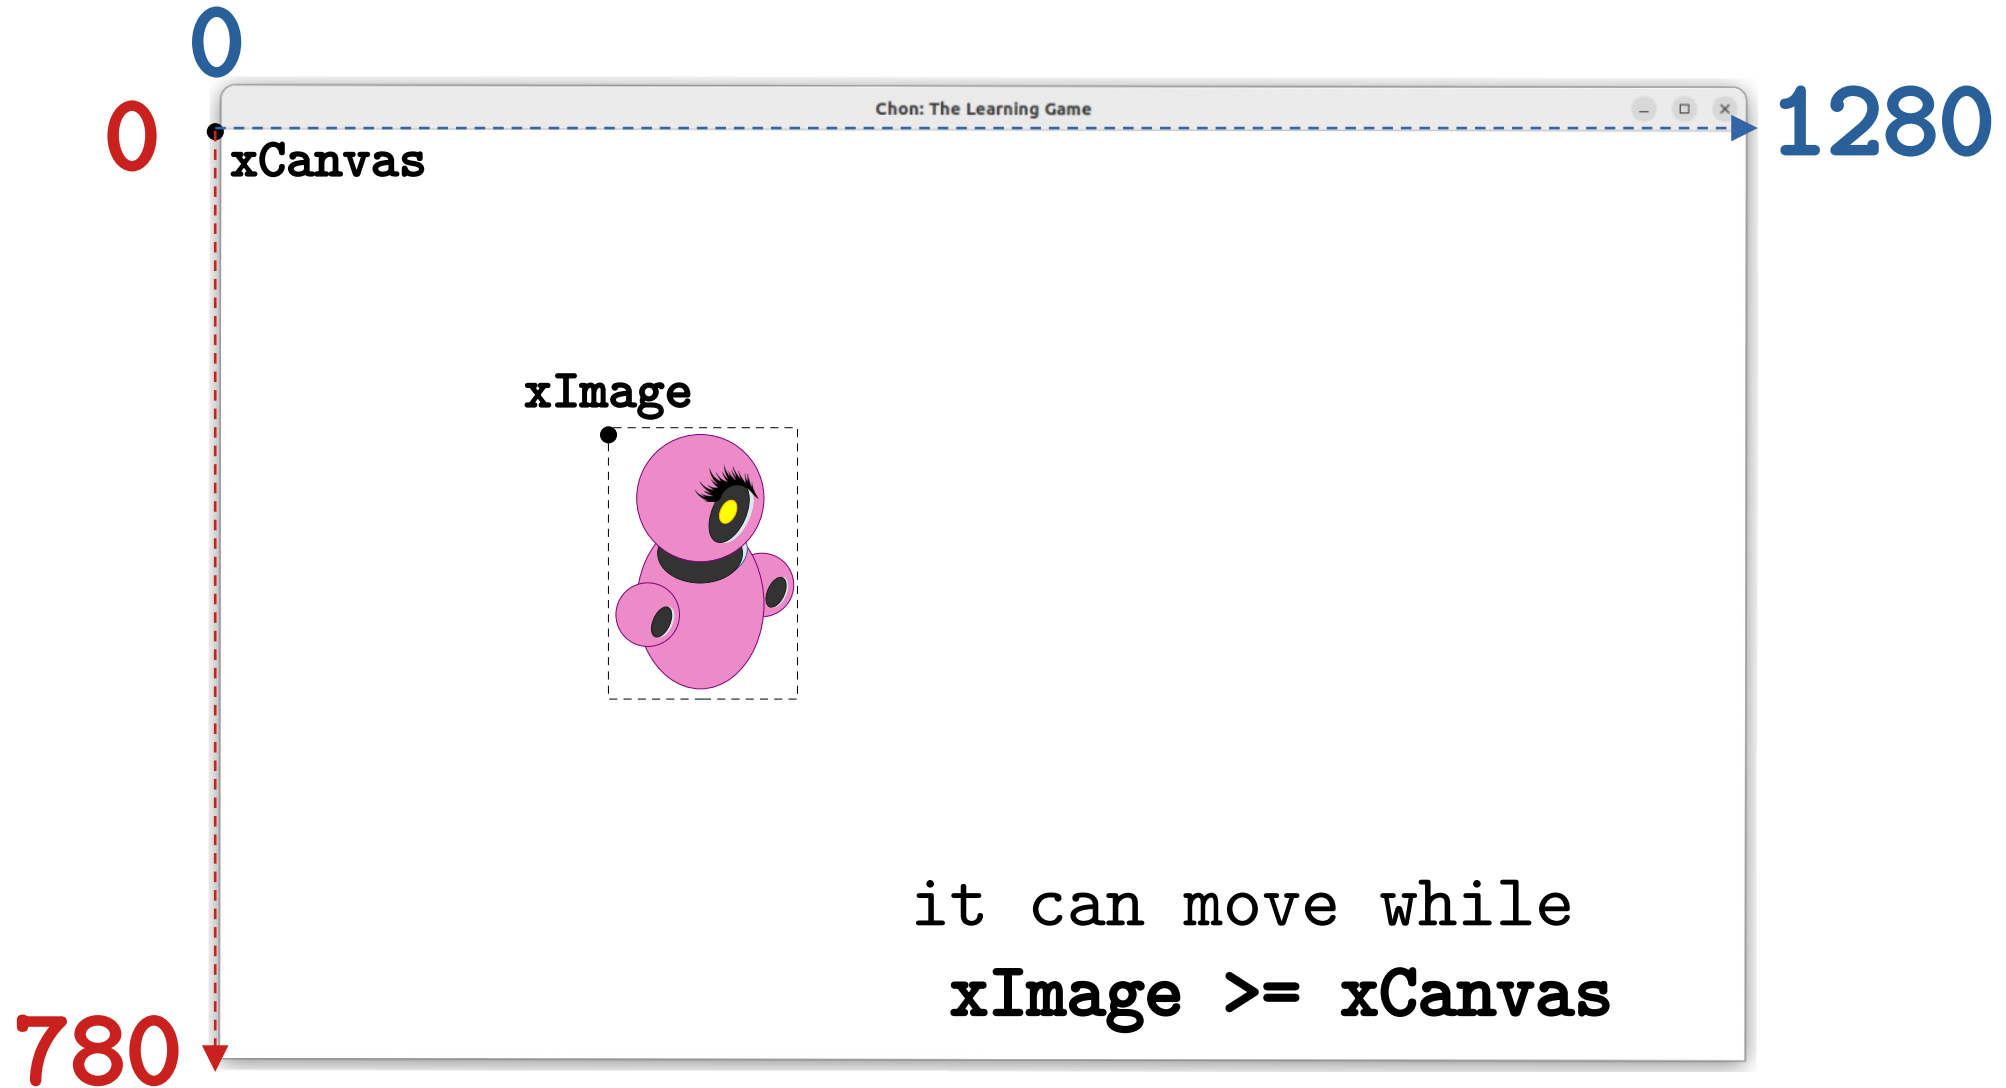 0
Chon: The Learning Game
0
1280
xCanvas
xImage
it can move while
xImage >= xCanvas
780